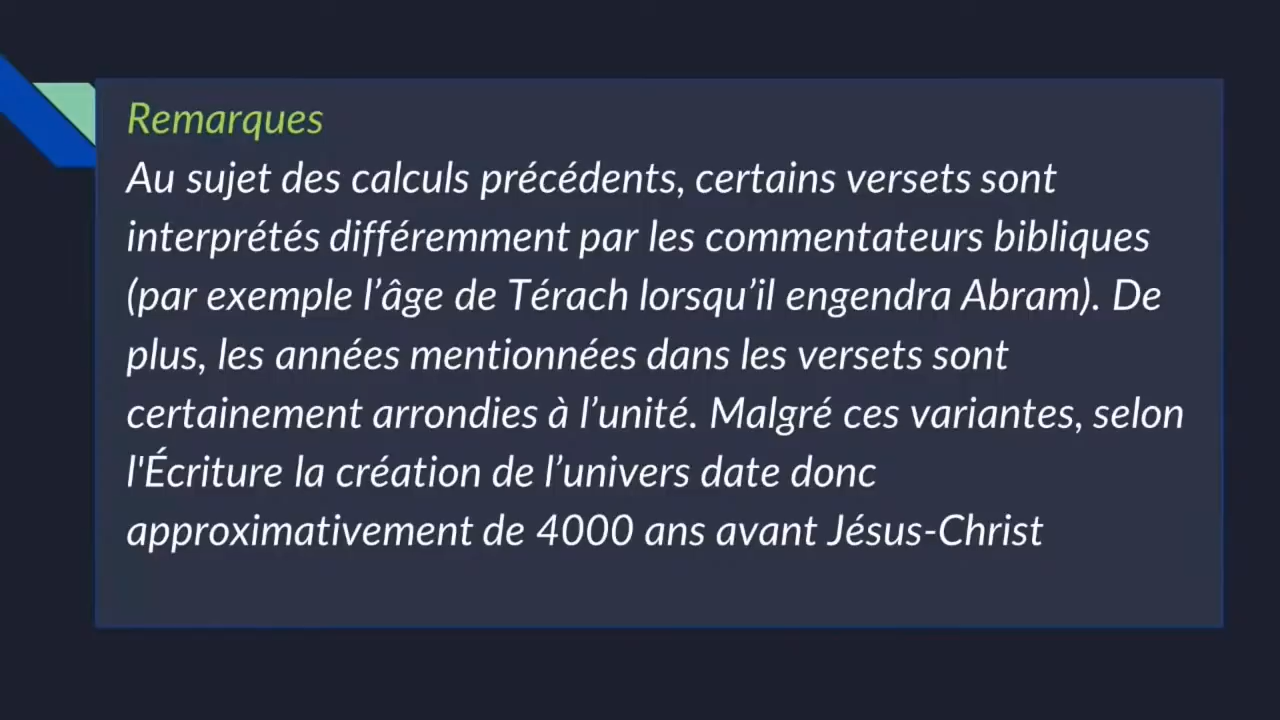 Remarques
Au sujet des calculs précédents, certains versets sont
interprétés différemment par les commentateurs bibliques
(par exemple l’âge de Térach lorsqu’il engendra Abram). De
plus, les années mentionnées dans les versets sont
certainement arrondies à l’unité. Malgré ces variantes, selon
l'Écriture la création de l’univers date donc
approximativement de 4000 ans avant Jésus-Christ